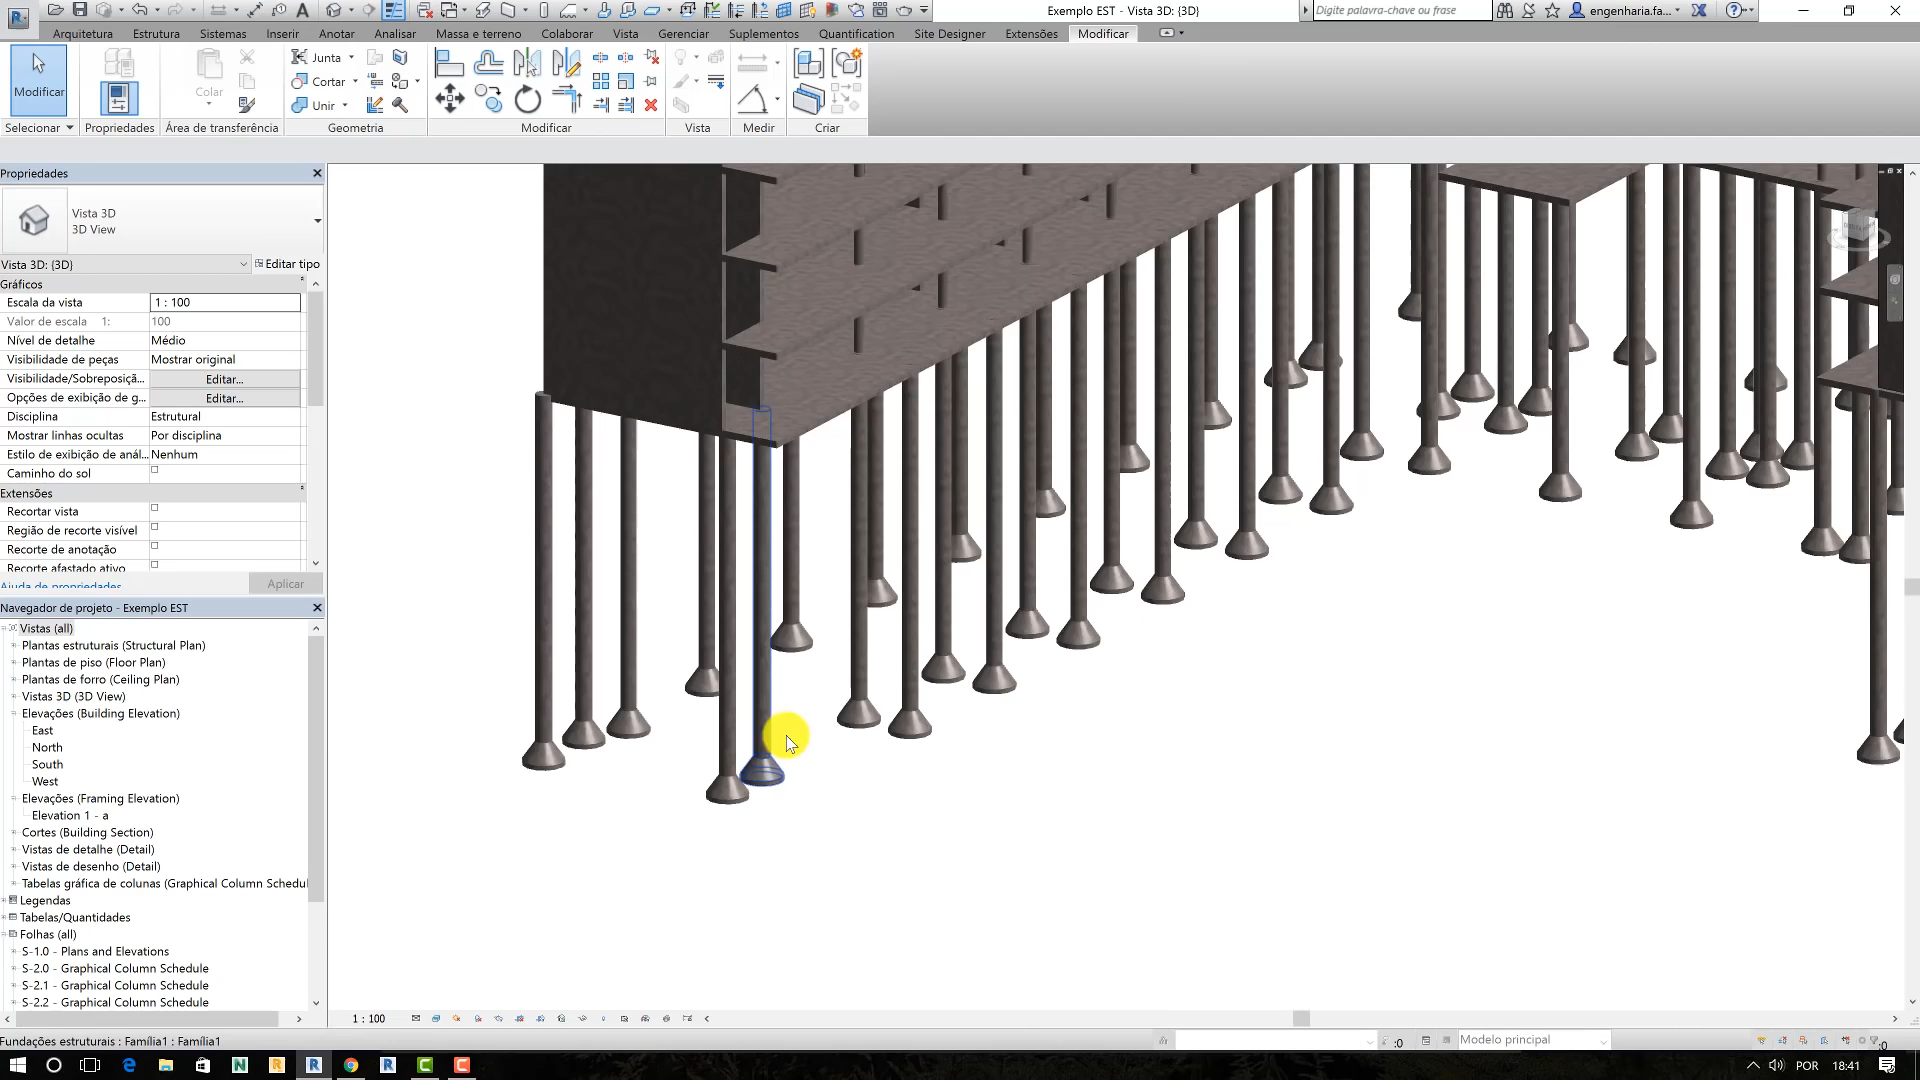 Exemplo EST - Vista 3D: {3D}
Digite palavra-chave ou frase
engenharia.fa...
Arquitetura
Estrutura
Sistemas
Inserir
Anotar
Analisar
Massa e terreno
Colaborar
Vista
Gerenciar
Suplementos
Quantification
Site Designer
Extensões
Modificar
Modificar
Colar
Junta
Cortar
Unir
Selecionar
Propriedades
Área de transferência
Geometria
Modificar
Vista
Medir
Criar
Propriedades
Vista 3D
3D View
Vista 3D: {3D}
Editar tipo
Gráficos
Escala da vista 1 : 100
Valor de escala 1: 100
Nível de detalhe Médio
Visibilidade de peças Mostrar original
Visibilidade/Sobreposiçã... Editar...
Opções de exibição de g... Editar...
Disciplina Estrutural
Mostrar linhas ocultas Por disciplina
Estilo de exibição de anál... Nenhum
Caminho do sol
Extensões
Recortar vista
Região de recorte visível
Recorte de anotação
Recorte afastado ativo
Ajuda de propriedades
Aplicar
Navegador de projeto - Exemplo EST
Vistas (all)
Plantas estruturais (Structural Plan)
Plantas de piso (Floor Plan)
Plantas de forro (Ceiling Plan)
Vistas 3D (3D View)
Elevações (Building Elevation)
East
North
South
West
Elevações (Framing Elevation)
Elevation 1 - a
Cortes (Building Section)
Vistas de detalhe (Detail)
Vistas de desenho (Detail)
Tabelas gráfica de colunas (Graphical Column Schedul
Legendas
Tabelas/Quantidades
Folhas (all)
S-1.0 - Plans and Elevations
S-2.0 - Graphical Column Schedule
S-2.1 - Graphical Column Schedule
S-2.2 - Graphical Column Schedule
1 : 100
Fundações estruturais : Família1 : Família1
:0
Modelo principal
:0
POR
18:41